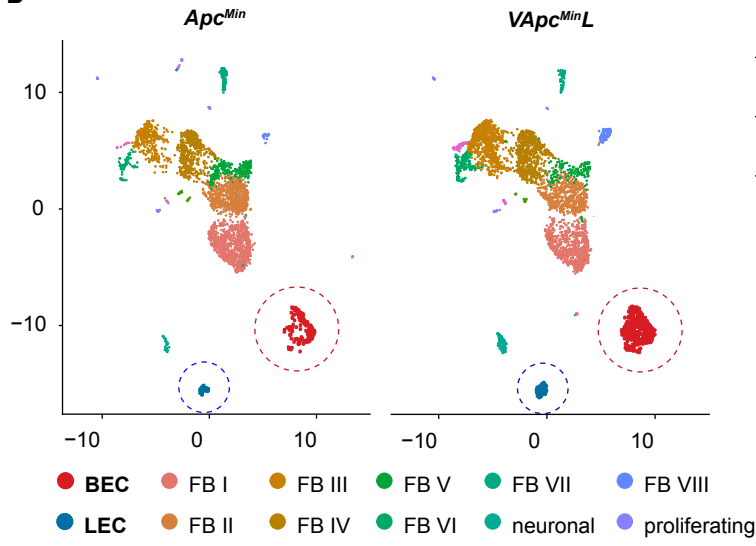 Apc^Min VApc^MinL
10
0
−10
−10 0 10 −10 0 10
BEC FB I FB III FB V FB VII FB VIII
LEC FB II FB IV FB VI neuronal proliferating